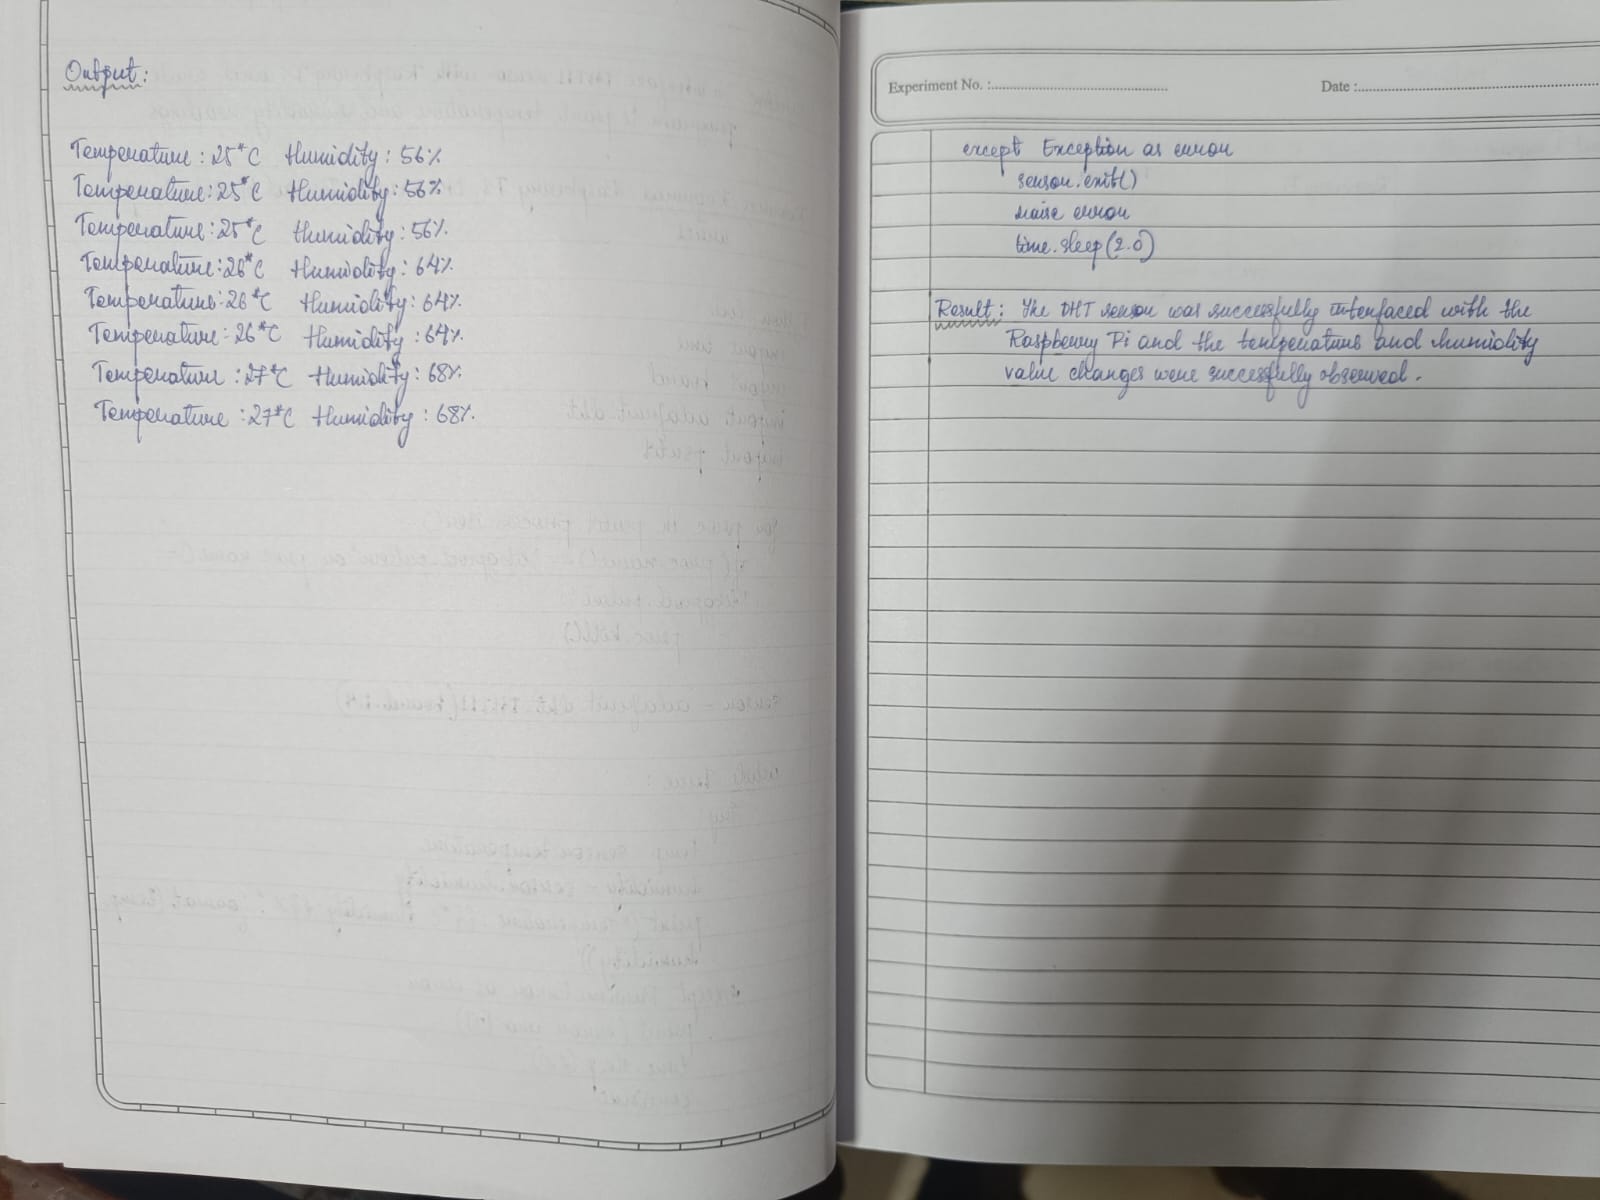 Output:
Temperature : 25°C Humidity : 56%
Temperature : 25°C Humidity : 56%
Temperature : 25°C Humidity : 56%
Temperature : 26°C Humidity : 64%
Temperature : 26°C Humidity : 64%
Temperature : 26°C Humidity : 64%
Temperature : 27°C Humidity : 68%
Temperature : 27°C Humidity : 68%
Experiment No. : Date :
except Exception as error
sensor.exit()
raise error
time.sleep(2.0)
Result : The DHT sensor was successfully interfaced with the
Raspberry Pi and the temperature and humidity
value changes were successfully observed.